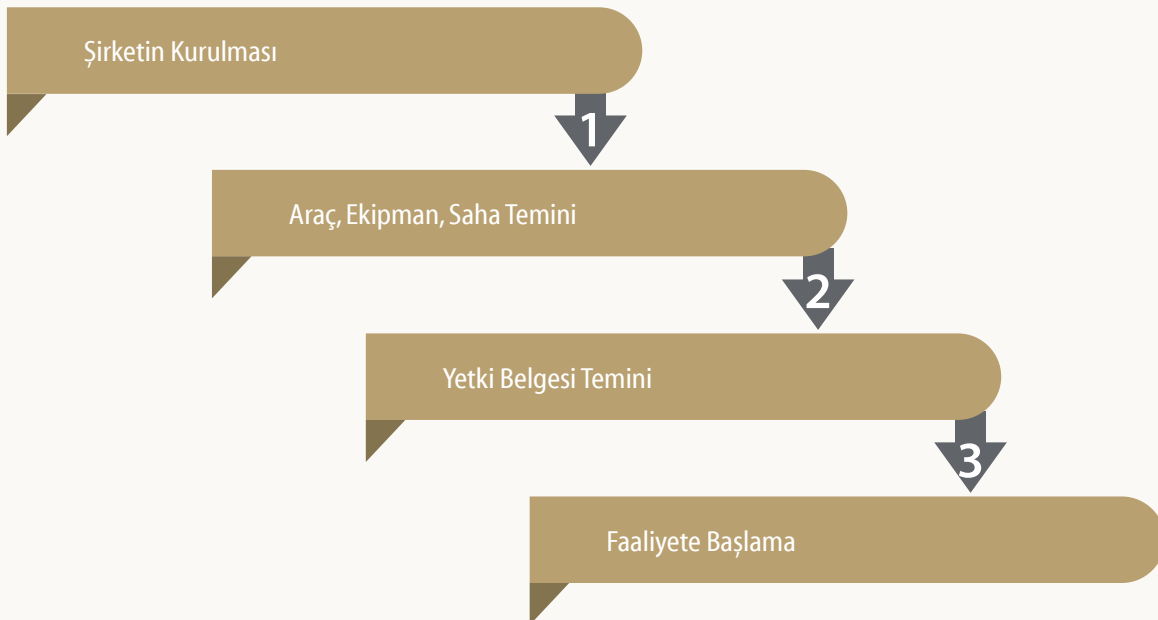 Şirketin Kurulması
1
Araç, Ekipman, Saha Temini
2
Yetki Belgesi Temini
3
Faaliyete Başlama